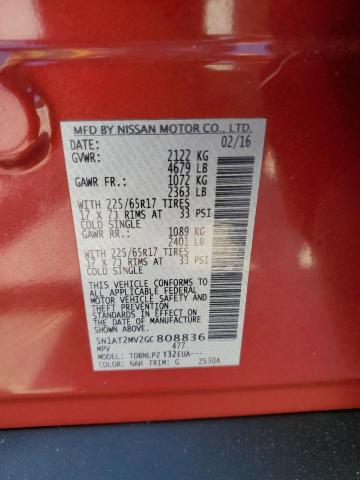 MFD BY NISSAN MOTOR CO., LTD.
DATE: 02/16
GVWR: 2122 KG
4679 LB
GAWR FR.: 1072 KG
2363 LB
WITH 225/65R17 TIRES
17 X 7J RIMS AT 33 PSI
COLD SINGLE
GAWR RR.: 1089 KG
2401 LB
WITH 225/65R17 TIRES
17 X 7J RIMS AT 33 PSI
COLD SINGLE
THIS VEHICLE CONFORMS TO
ALL APPLICABLE FEDERAL
MOTOR VEHICLE SAFETY
AND THEFT PREVENTION
STANDARDS IN EFFECT ON
THE DATE OF MANUFACTURE
SHOWN ABOVE.
5N1AT2MV2GC 808836
MPV 477
MODEL: TDBNLPZ T32EUA---
COLOR: NAH TRIM: G 2S30A